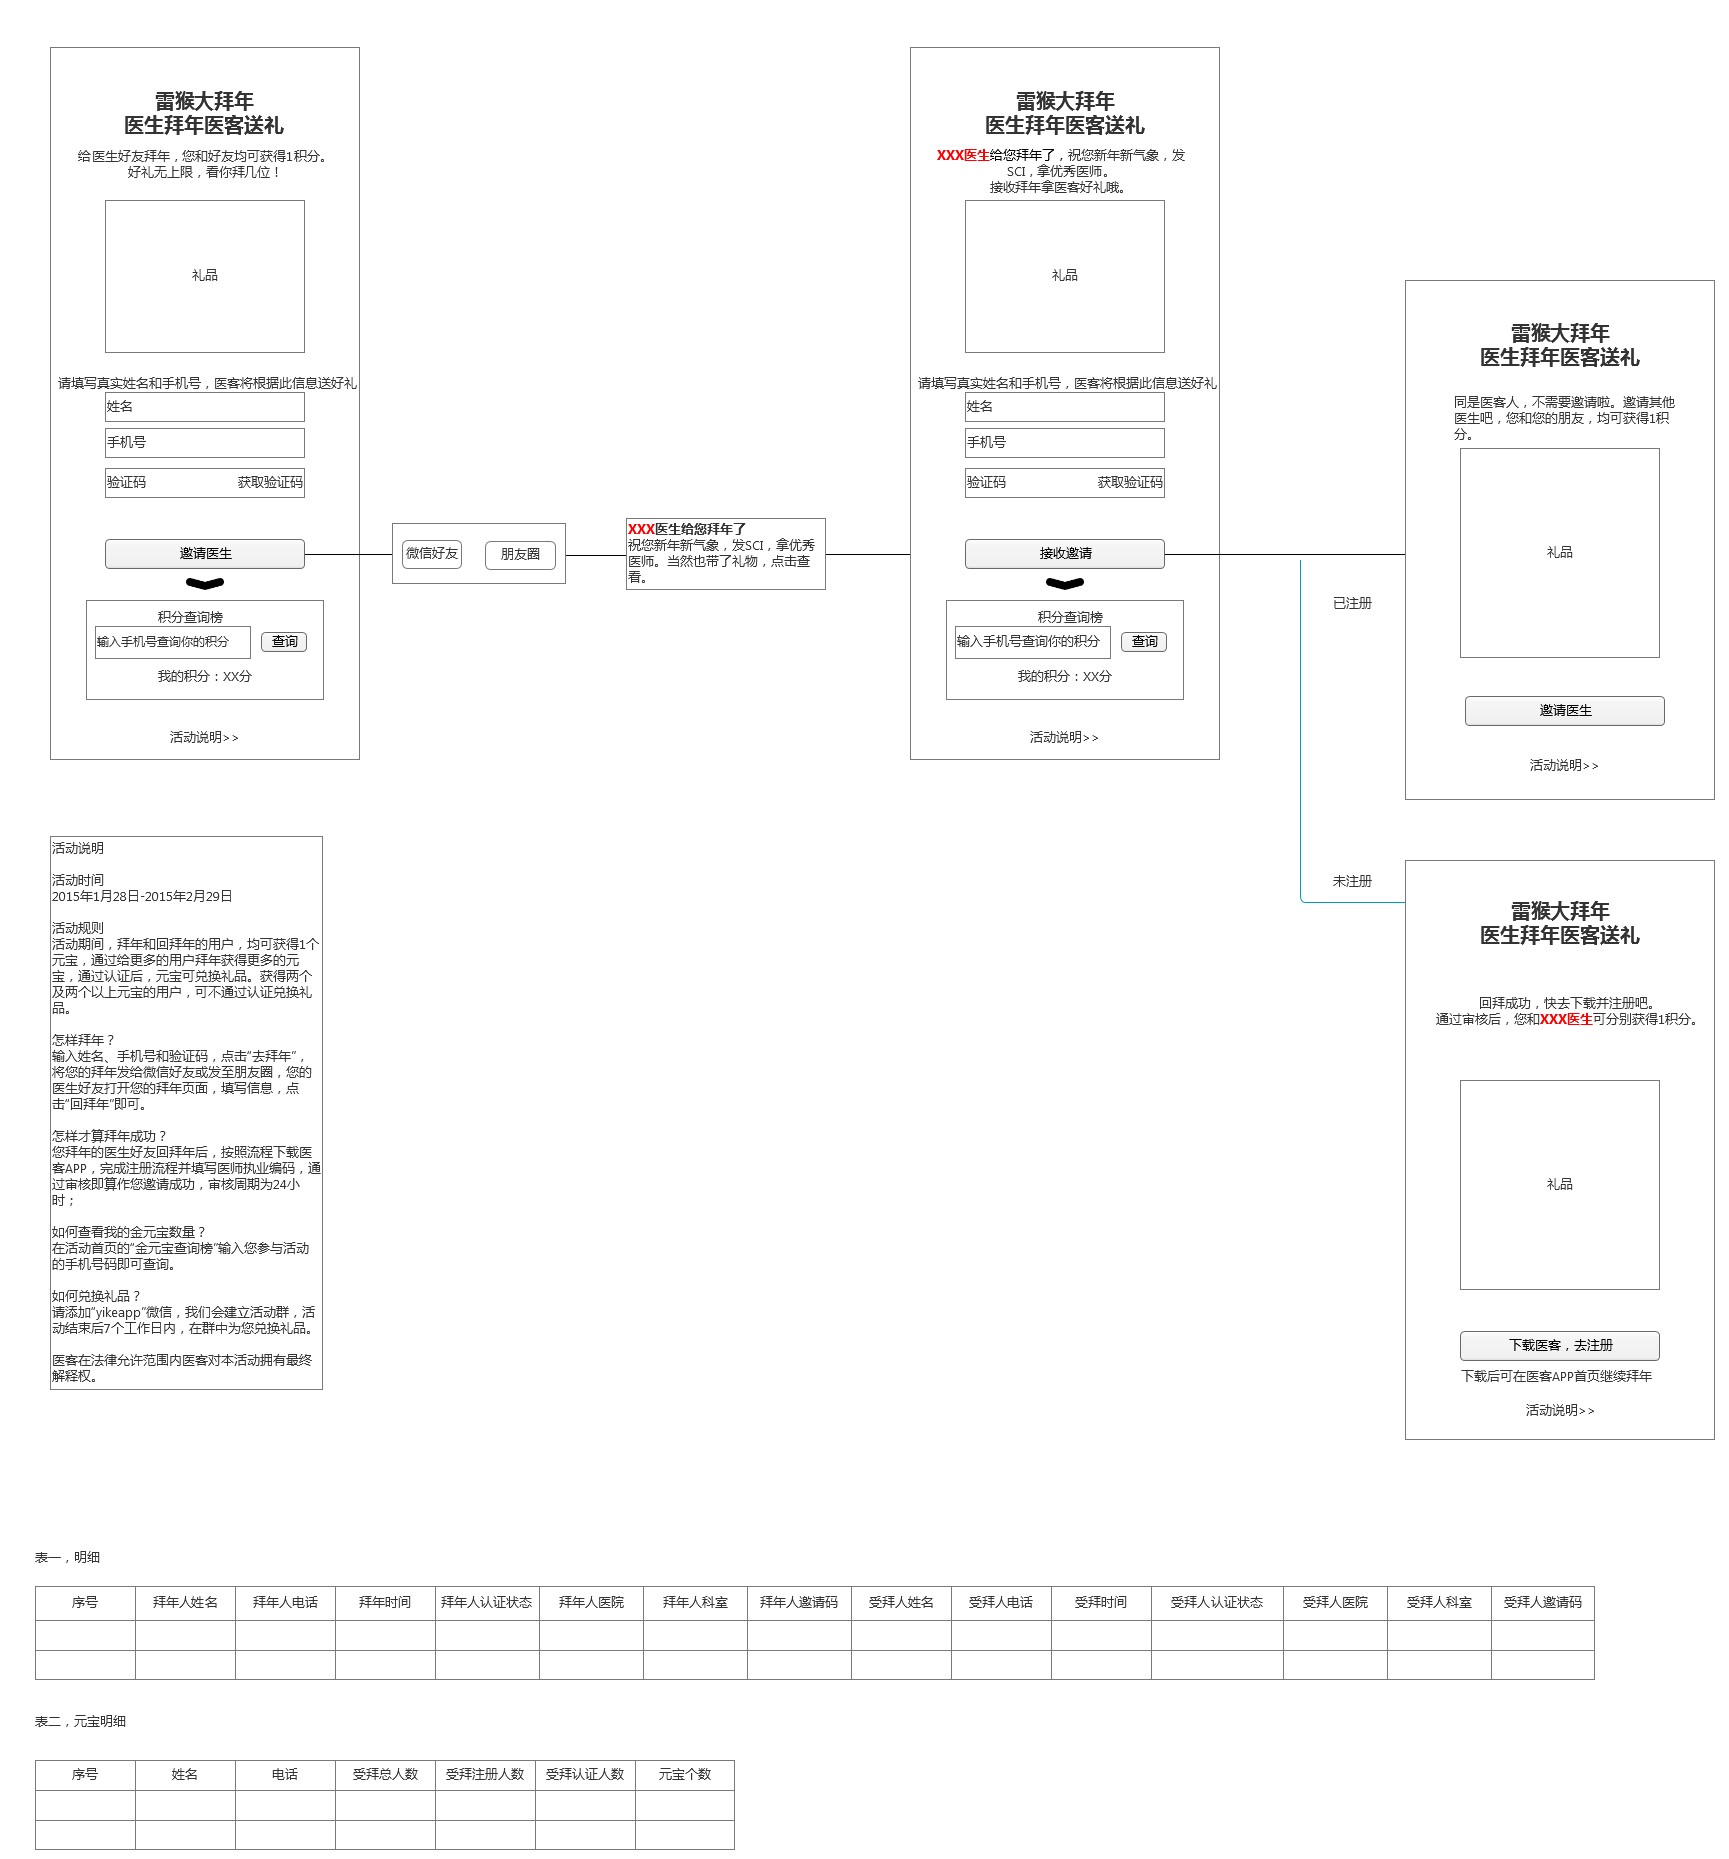 雷猴大拜年
医生拜年医客送礼
给医生好友拜年，您和好友均可获得1积分。
好礼无上限，看你拜几位！
礼品
请填写真实姓名和手机号，医客将根据此信息送好礼
姓名
手机号
验证码 获取验证码
邀请医生
积分查询榜
输入手机号查询你的积分 查询
我的积分：XX分
活动说明>>
微信好友 朋友圈
XXX医生给您拜年了
祝您新年新气象，发SCI，拿优秀
医师。当然也带了礼物，点击查
看。
雷猴大拜年
医生拜年医客送礼
XXX医生给您拜年了，祝您新年新气象，发
SCI，拿优秀医师。
接收拜年拿医客好礼哦。
礼品
请填写真实姓名和手机号，医客将根据此信息送好礼
姓名
手机号
验证码 获取验证码
接收邀请
积分查询榜
输入手机号查询你的积分 查询
我的积分：XX分
活动说明>>
已注册
未注册
雷猴大拜年
医生拜年医客送礼
同是医客人，不需要邀请啦。邀请其他
医生吧，您和您的朋友，均可获得1积
分。
礼品
邀请医生
活动说明>>
雷猴大拜年
医生拜年医客送礼
回拜成功，快去下载并注册吧。
通过审核后，您和XXX医生可分别获得1积分。
礼品
下载医客，去注册
下载后可在医客APP首页继续拜年
活动说明>>
活动说明
活动时间
2015年1月28日-2015年2月29日
活动规则
活动期间，拜年和回拜年的用户，均可获得1个
元宝，通过给更多的用户拜年获得更多的元
宝，通过认证后，元宝可兑换礼品。获得两个
及两个以上元宝的用户，可不通过认证兑换礼
品。
怎样拜年？
输入姓名、手机号和验证码，点击“去拜年”，
将您的拜年发给微信好友或发至朋友圈，您的
医生好友打开您的拜年页面，填写信息，点
击“回拜年”即可。
怎样才算拜年成功？
您拜年的医生好友回拜年后，按照流程下载医
客APP，完成注册流程并填写医师执业编码，通
过审核即算作您邀请成功，审核周期为24小
时；
如何查看我的金元宝数量？
在活动首页的“金元宝查询榜”输入您参与活动
的手机号码即可查询。
如何兑换礼品？
请添加“yikeapp”微信，我们会建立活动群，活
动结束后7个工作日内，在群中为您兑换礼品。
医客在法律允许范围内医客对本活动拥有最终
解释权。
表一，明细
序号 拜年人姓名 拜年人电话 拜年时间 拜年人认证状态 拜年人医院 拜年人科室 拜年人邀请码 受拜人姓名 受拜人电话 受拜时间 受拜人认证状态 受拜人医院 受拜人科室 受拜人邀请码
表二，元宝明细
序号 姓名 电话 受拜总人数 受拜注册人数 受拜认证人数 元宝个数